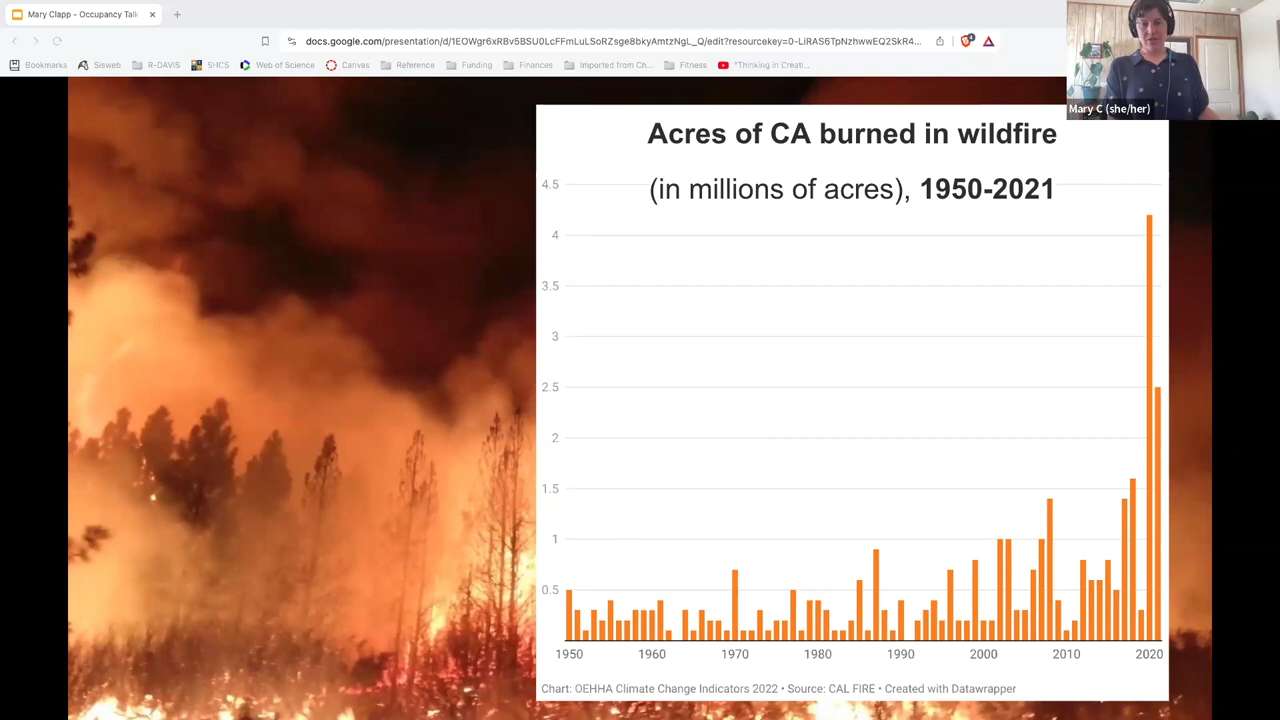 Mary Clapp – Occupancy Talk
docs.google.com/presentation/d/1EOWgr6xRBv5BSU0LcFFmLuLSoRZsge8bkyAmtzNgL_Q/edit?resourcekey=0-LiRAS6TpNzhwwEQ2SkR4...
4
Bookmarks Sisweb R-DAVIS SHCS Web of Science Canvas Reference Funding Finances Imported from Ch... Fitness "Thinking in Creati...
Mary C (she/her)
Acres of CA burned in wildfire
(in millions of acres), 1950-2021
4.5
4
3.5
3
2.5
2
1.5
1
0.5
1950 1960 1970 1980 1990 2000 2010 2020
Chart: OEHHA Climate Change Indicators 2022 • Source: CAL FIRE • Created with Datawrapper